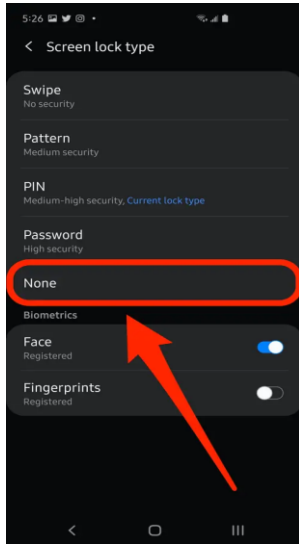 5:26
Screen lock type
Swipe
No security
Pattern
Medium security
PIN
Medium-high security, Current lock type
Password
High security
None
Biometrics
Face
Registered
Fingerprints
Registered